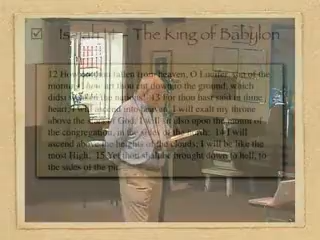 Isaiah 14 - The King of Babylon
12 How art thou fallen from heaven, O Lucifer, son of the
morning! how art thou cut down to the ground, which
didst weaken the nations! 13 For thou hast said in thine
heart, I will ascend into heaven, I will exalt my throne
above the stars of God: I will sit also upon the mount of
the congregation, in the sides of the north: 14 I will
ascend above the heights of the clouds; I will be like the
most High. 15 Yet thou shalt be brought down to hell, to
the sides of the pit.